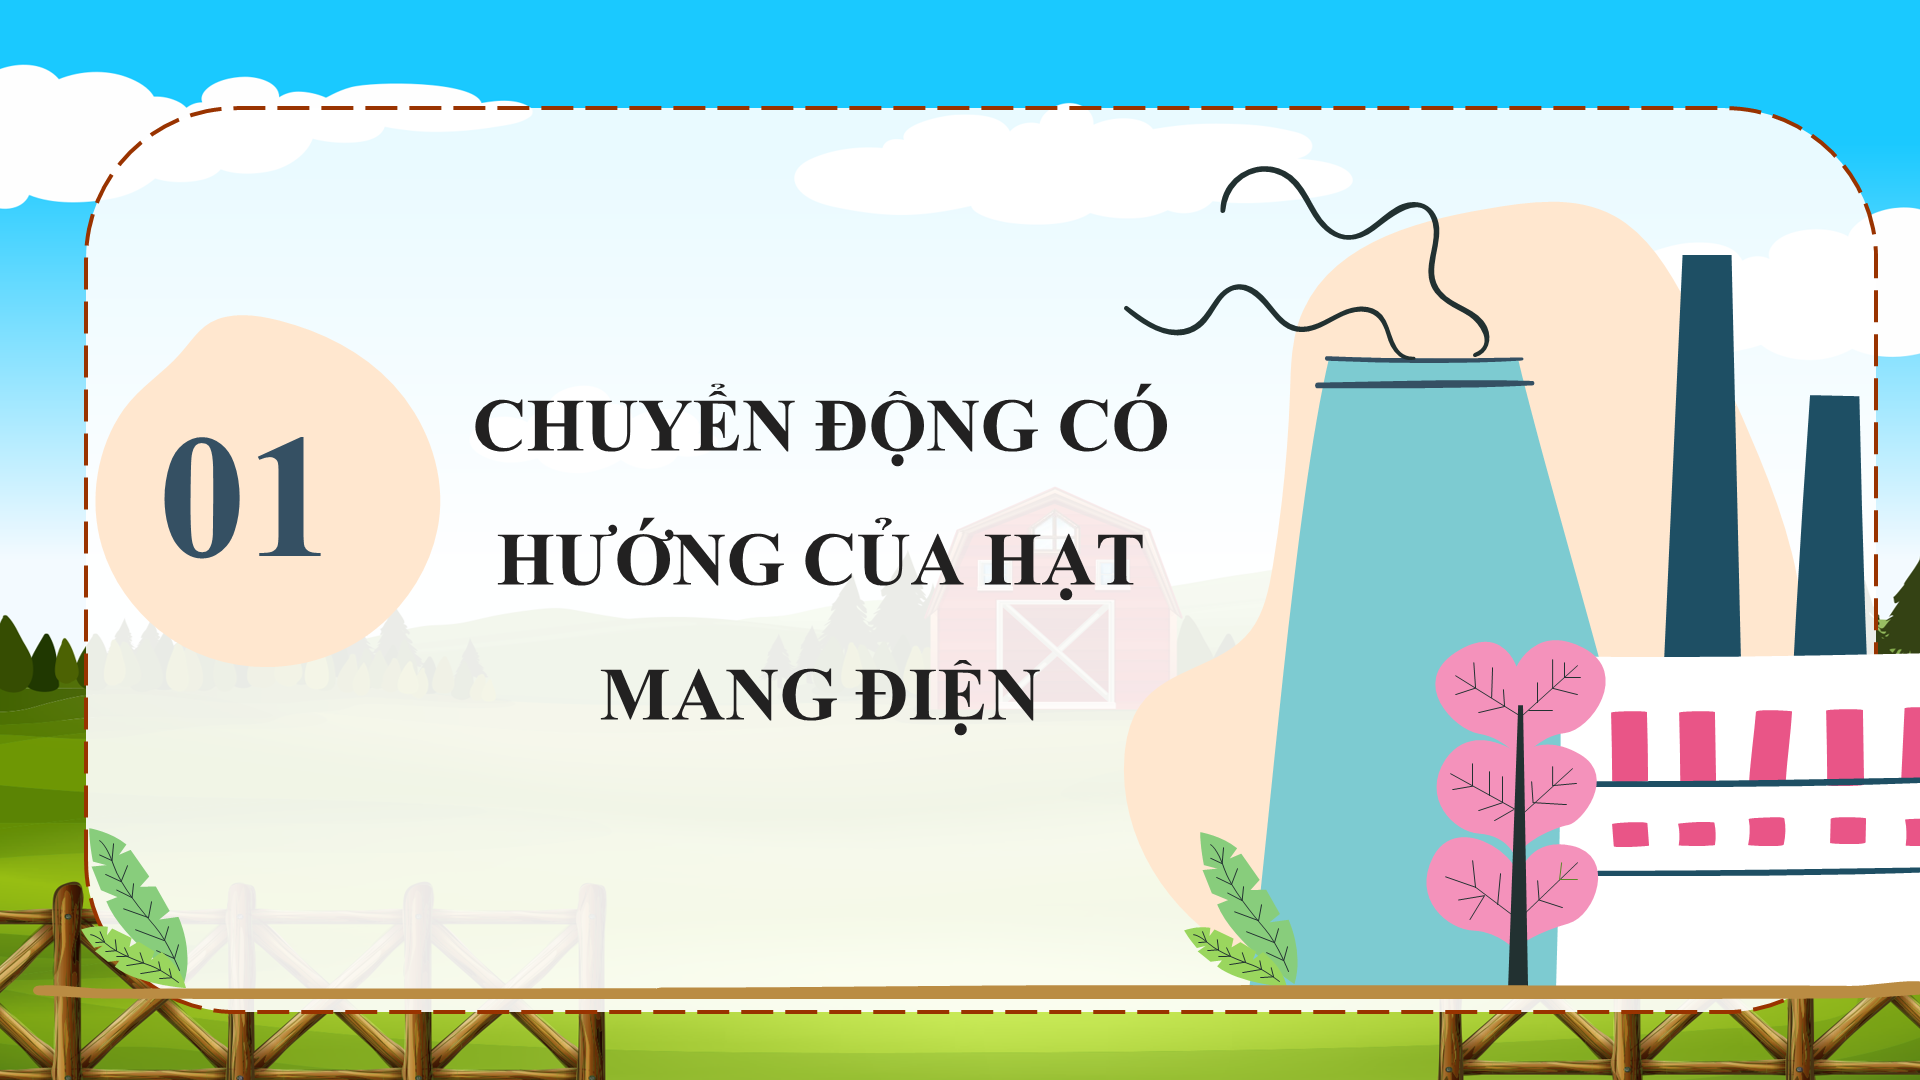 01
CHUYỂN ĐỘNG CÓ
HƯỚNG CỦA HẠT
MANG ĐIỆN